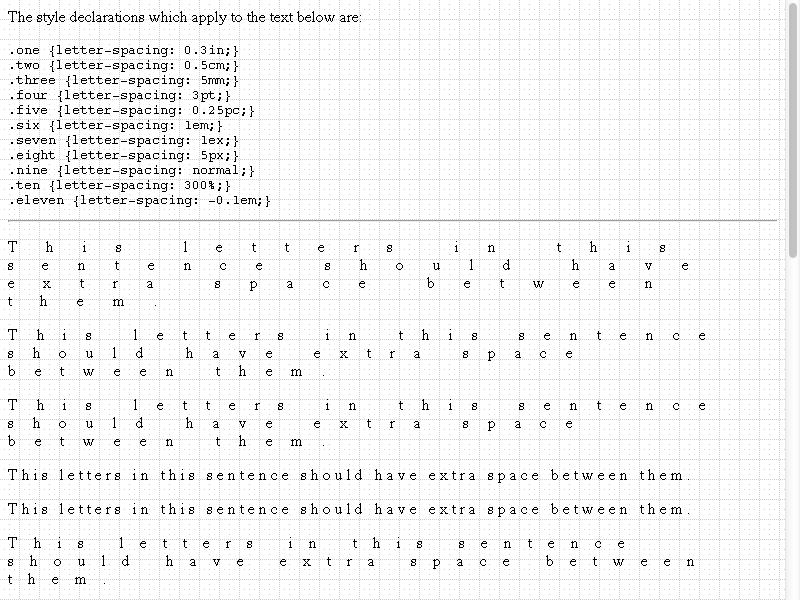 The style declarations which apply to the text below are:
.one {letter-spacing: 0.3in;}
.two {letter-spacing: 0.5cm;}
.three {letter-spacing: 5mm;}
.four {letter-spacing: 3pt;}
.five {letter-spacing: 0.25pc;}
.six {letter-spacing: 1em;}
.seven {letter-spacing: 1ex;}
.eight {letter-spacing: 5px;}
.nine {letter-spacing: normal;}
.ten {letter-spacing: 300%;}
.eleven {letter-spacing: -0.1em;}
This letters in this
sentence should have
extra space between
them.
This letters in this sentence
should have extra space
between them.
This letters in this sentence
should have extra space
between them.
This letters in this sentence should have extra space between them.
This letters in this sentence should have extra space between them.
This letters in this sentence
should have extra space between
them.